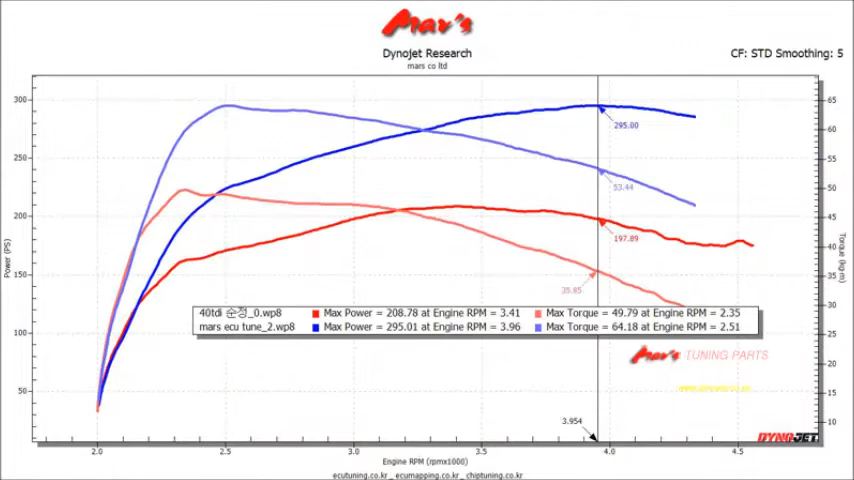 Mar's
Dynojet Research
CF: STD Smoothing: 5
mars co ltd
300
250
200
150
100
50
Power (PS)
65
60
55
50
45
40
35
30
25
20
15
10
Torque (Kg·m)
295.00
53.44
197.89
35.85
40tdi 순정_0.wp8 Max Power = 208.78 at Engine RPM = 3.41 Max Torque = 49.79 at Engine RPM = 2.35
mars ecu tune_2.wp8 Max Power = 295.01 at Engine RPM = 3.96 Max Torque = 64.18 at Engine RPM = 2.51
Mar's TUNING PARTS
3.954
DYNOJET
2.0 2.5 3.0 3.5 4.0 4.5
Engine RPM (rpmx1000)
ecutuning.co.kr _ ecumapping.co.kr _ chiptuning.co.kr